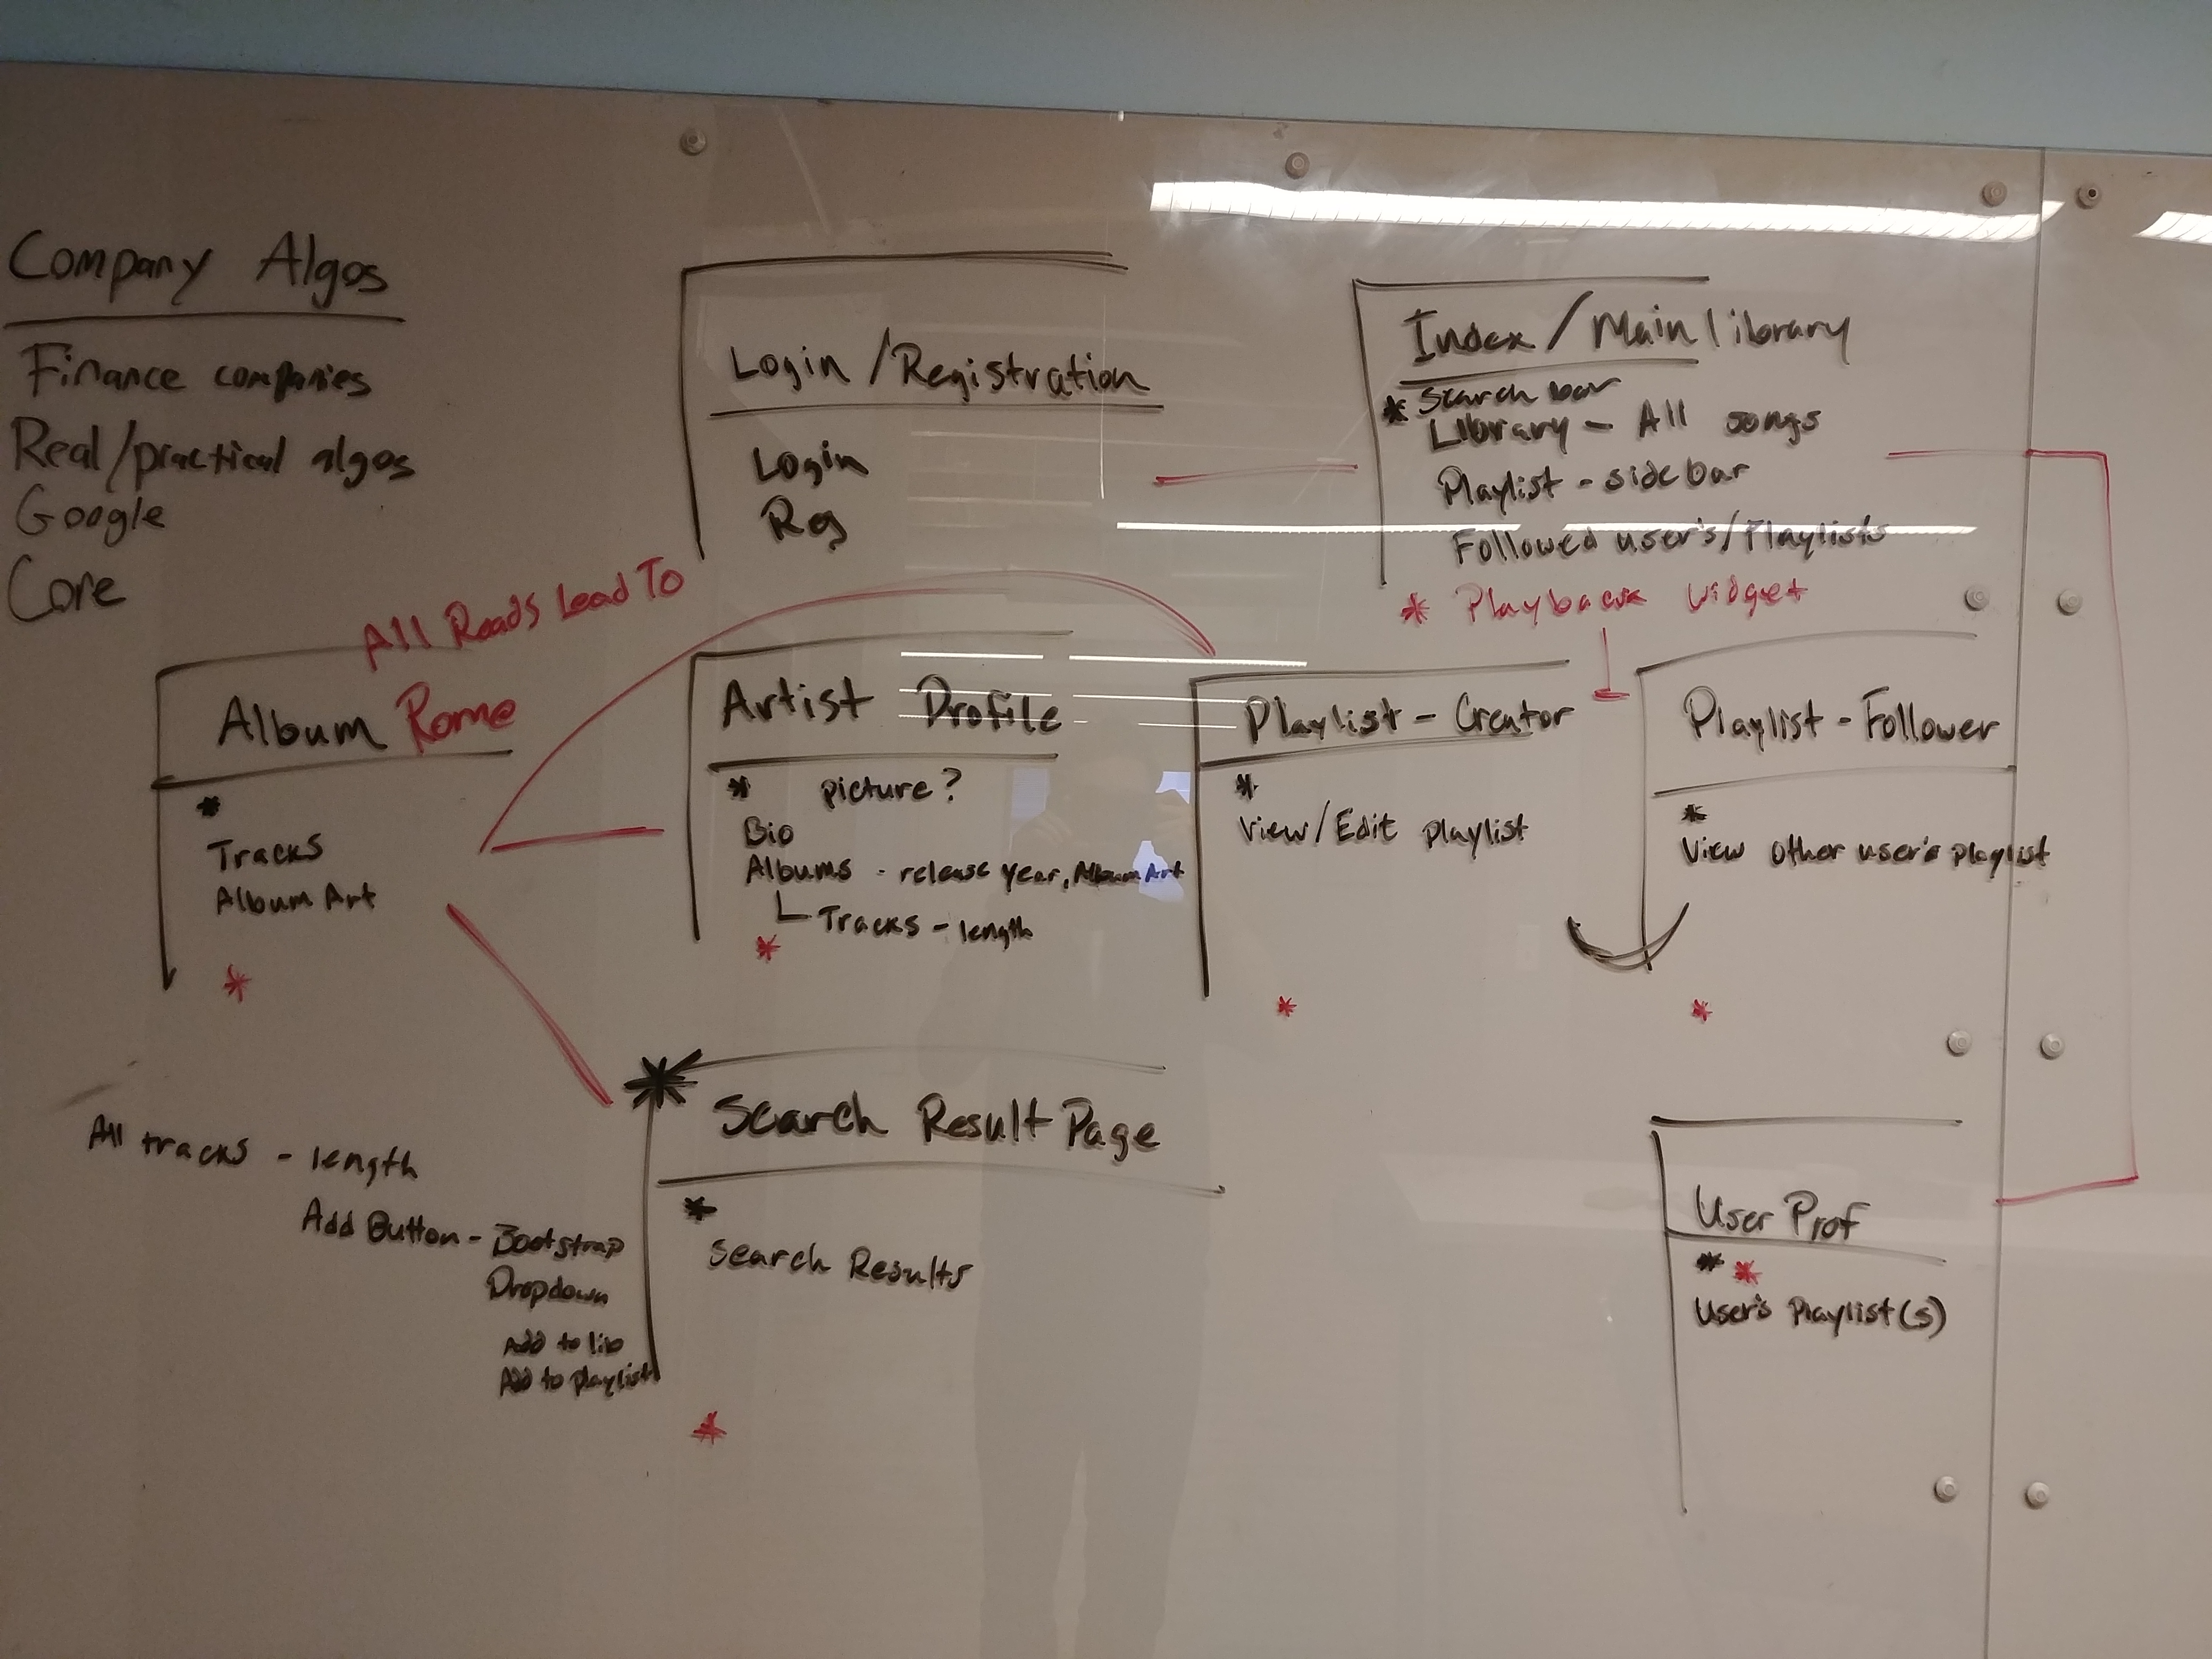 Company Algos
Finance companies
Real/practical algos
Google
Core
Login/Registration
Login
Reg
Index/Main library
* Search bar
Library - All songs
Playlist - side bar
Followed user's/Playlists
* Playback widget
All Roads Lead To
Rome
Album
*
Tracks
Album Art
*
Artist Profile
* picture?
Bio
Albums - release year, Album Art
Tracks - length
*
Playlist - Creator
*
View/Edit playlist
*
Playlist - Follower
*
View other user's playlist
*
All tracks - length
Add Button - Bootstrap
Dropdown
Add to lib
Add to playlist
* Search Result Page
*
Search Results
*
User Prof
* *
User's Playlist(s)